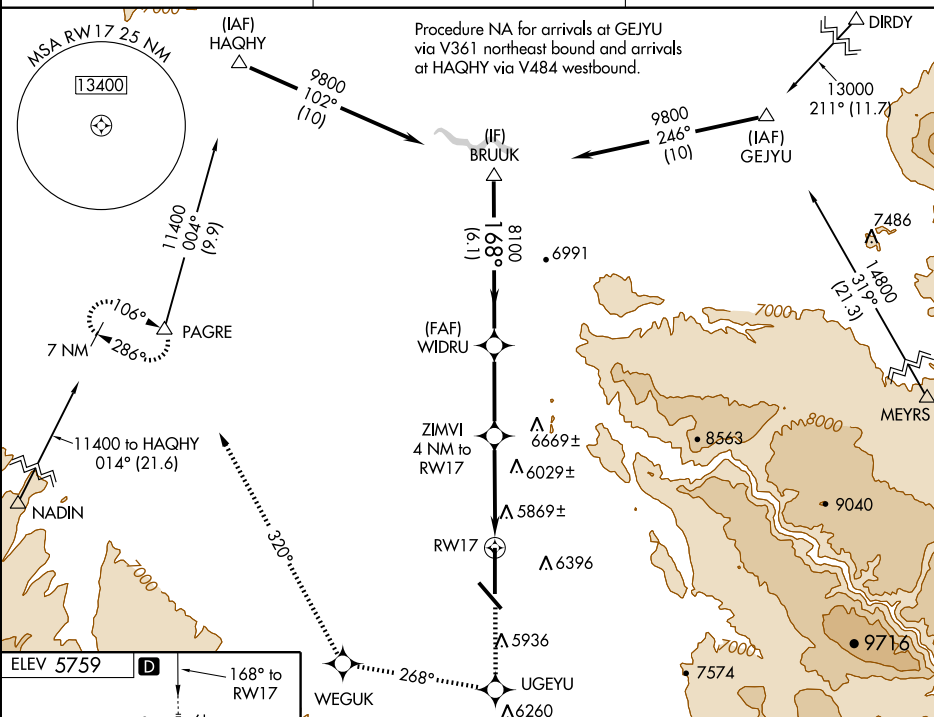 (IAF)
HAQHY
Procedure NA for arrivals at GEJYU
via V361 northeast bound and arrivals
at HAQHY via V484 westbound.
DIRDY
MSA RW17 25 NM
13400
9800
102°
(10)
13000
211° (11.7)
9800
246°
(10)
(IAF)
GEJYU
(IF)
BRUUK
11400
004°
(9.9)
8100
168°
(6.1)
6991
7486
14800
319°
(21.3)
106°
286°
7 NM
PAGRE
(FAF)
WIDRU
7000
MEYRS
8000
11400 to HAQHY
014° (21.6)
NADIN
ZIMVI
4 NM to
RW17
6669±
6029±
8563
5869±
9040
320°
RW17
6396
7000
5936
9716
7000
7574
ELEV 5759
D
168° to
RW17
WEGUK
268°
UGEYU
6260